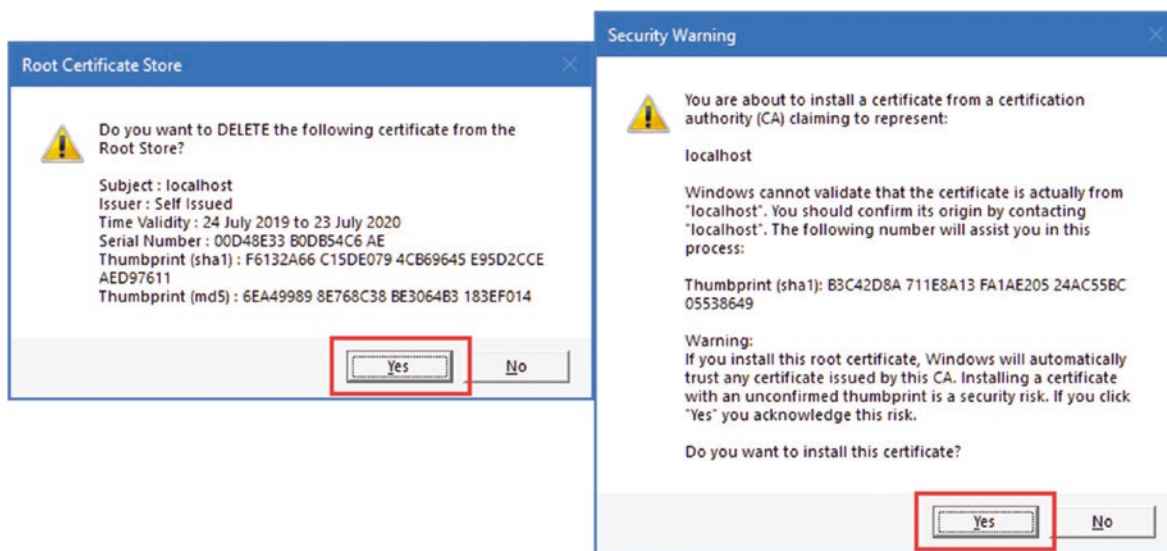 Root Certificate Store
Do you want to DELETE the following certificate from the
Root Store?
Subject : localhost
Issuer : Self Issued
Time Validity : 24 July 2019 to 23 July 2020
Serial Number : 00D48E33 B0DB54C6 AE
Thumbprint (sha1) : F6132A66 C15DE079 4CB69645 E95D2CCE
AED97611
Thumbprint (md5) : 6EA49989 8E768C38 BE3064B3 183EF014
Yes
No
Security Warning
You are about to install a certificate from a certification
authority (CA) claiming to represent:
localhost
Windows cannot validate that the certificate is actually from
"localhost". You should confirm its origin by contacting
"localhost". The following number will assist you in this
process:
Thumbprint (sha1): B3C42D8A 711E8A13 FA1AE205 24AC55BC
05538649
Warning:
If you install this root certificate, Windows will automatically
trust any certificate issued by this CA. Installing a certificate
with an unconfirmed thumbprint is a security risk. If you click
"Yes" you acknowledge this risk.
Do you want to install this certificate?
Yes
No